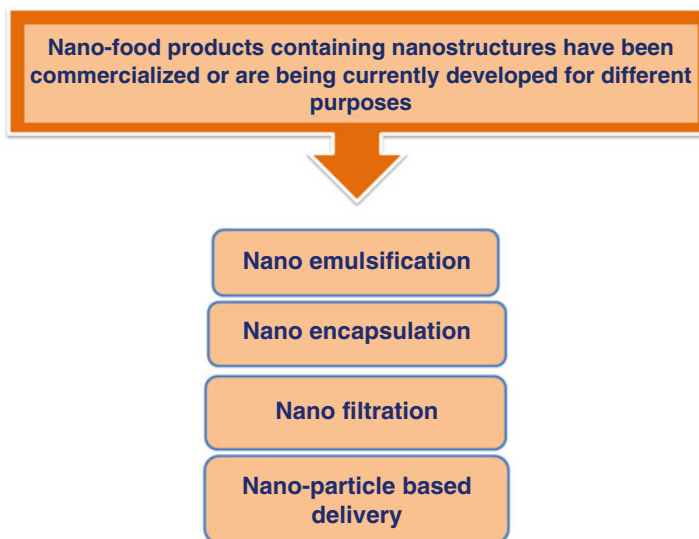 Nano-food products containing nanostructures have been
commercialized or are being currently developed for different
purposes
Nano emulsification
Nano encapsulation
Nano filtration
Nano-particle based
delivery